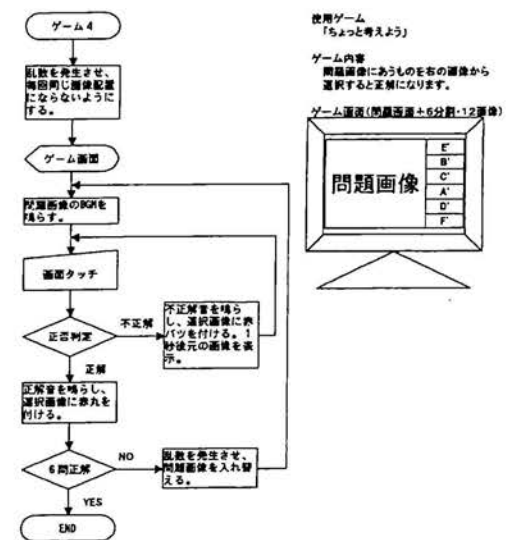 ゲーム4
乱数を発生させ、
毎回同じ画像配置
にならないように
する。
ゲーム画面
問題画像のBGMを
鳴らす。
画面タッチ
正否判定
不正解
不正解音を鳴ら
し、選択画像に赤
バツを付ける。1
秒後元の画像を表
示。
正解
正解音を鳴らし、
選択画像に赤丸を
付ける。
6問正解
NO
乱数を発生させ、
問題画像を入れ替
える。
YES
END
使用ゲーム
「ちょっと考えよう」
ゲーム内容
問題画像にあうものを右の画像から
選択すると正解になります。
ゲーム画面(問題画面+6分割・12画像)
問題画像
E'
B'
C'
A'
D'
F'